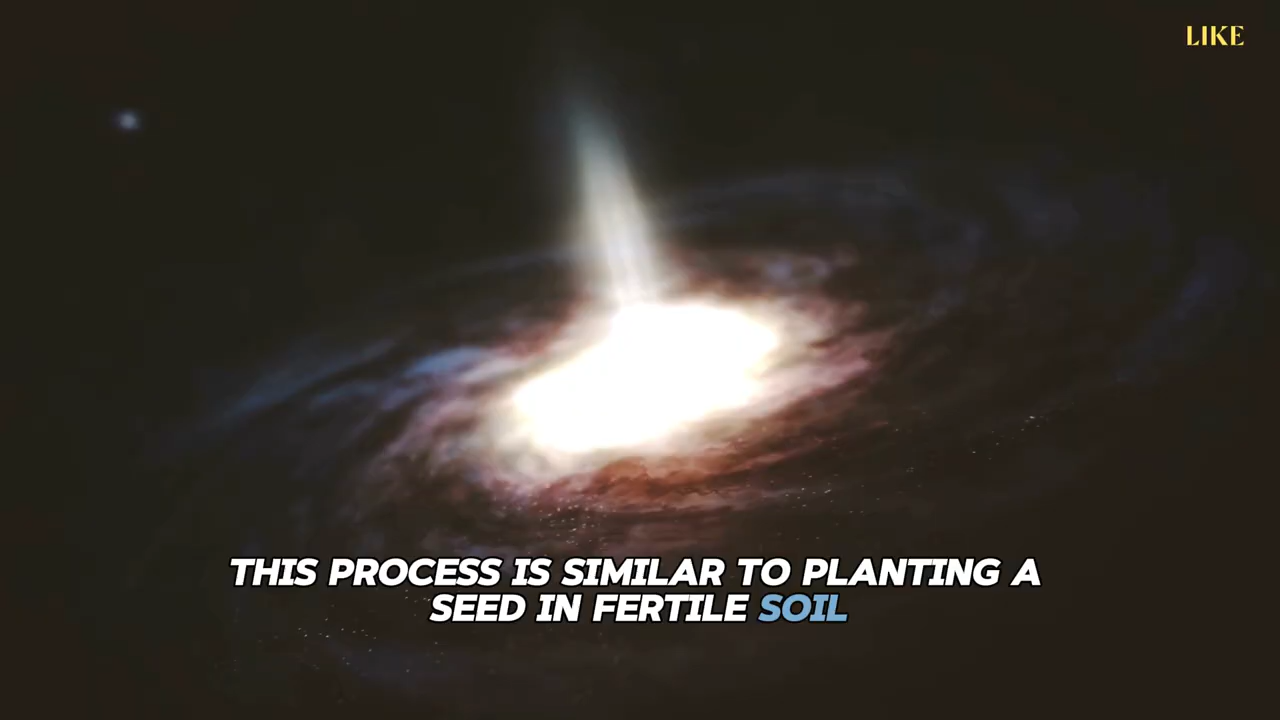 LIKE
THIS PROCESS IS SIMILAR TO PLANTING A
SEED IN FERTILE SOIL